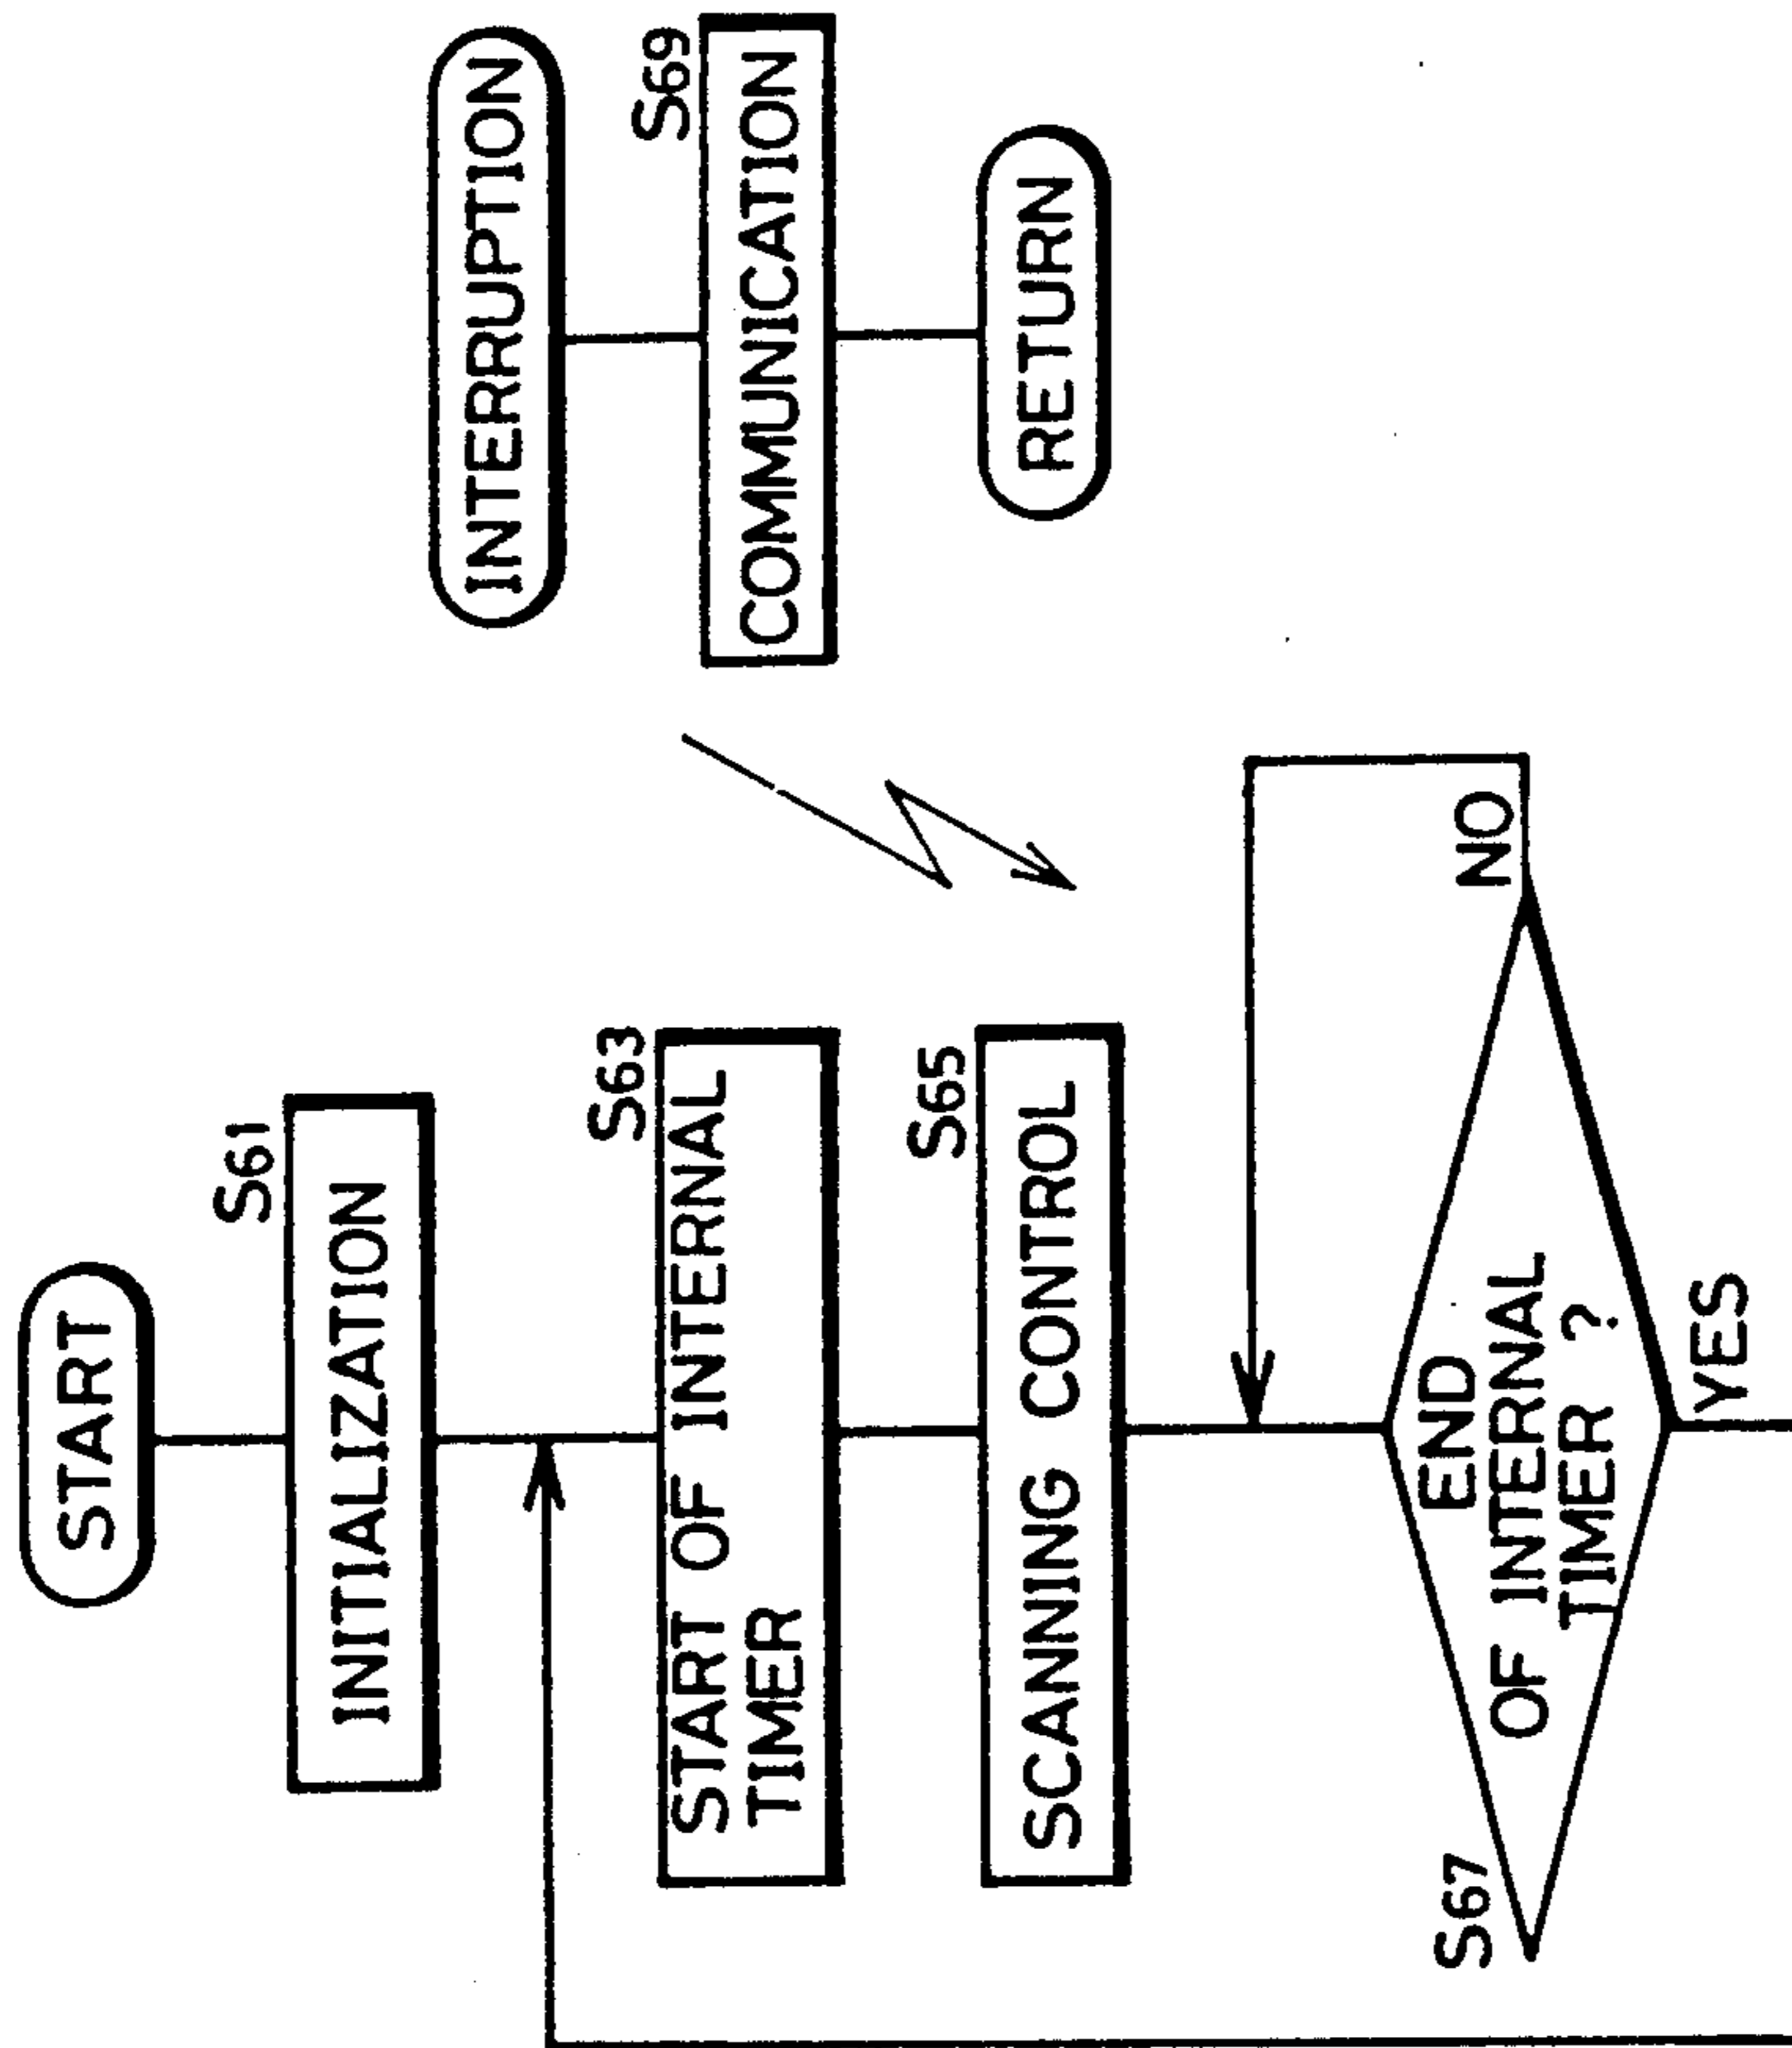 START
S61
INITIALIZATION
S63
START OF INTERNAL
TIMER
S65
SCANNING CONTROL
S67
END
OF INTERNAL
TIMER ?
NO
YES
INTERRUPTION
S69
COMMUNICATION
RETURN